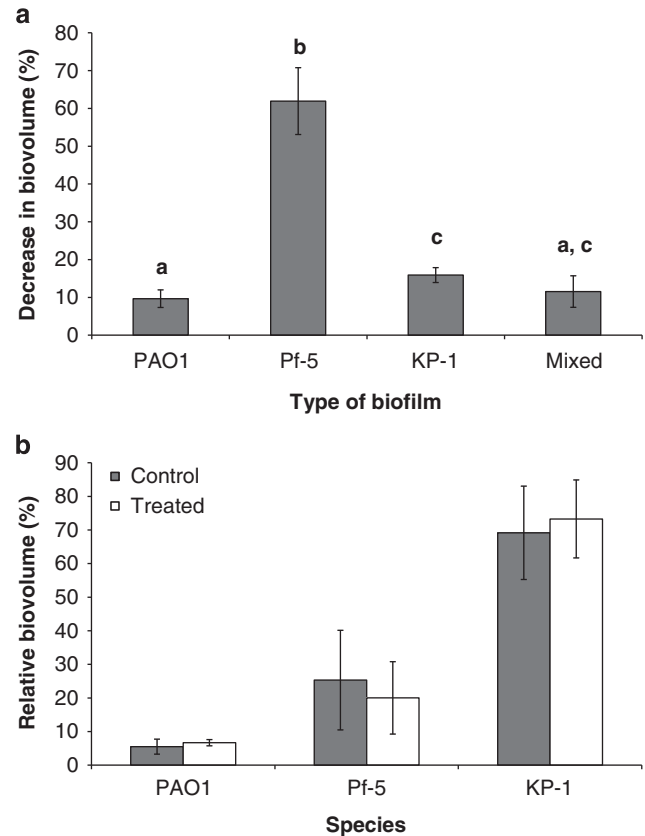 a
Decrease in biovolume (%)
80
70
60
50
40
30
20
10
0
b
a
c
a, c
PAO1 Pf-5 KP-1 Mixed
Type of biofilm
b
Relative biovolume (%)
90
80
70
60
50
40
30
20
10
0
Control
Treated
PAO1 Pf-5 KP-1
Species